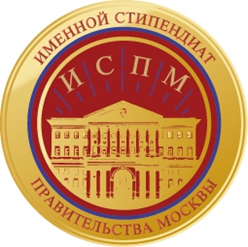 ИМЕННОЙ СТИПЕНДИАТ
ИСПМ
ПРАВИТЕЛЬСТВА МОСКВЫ